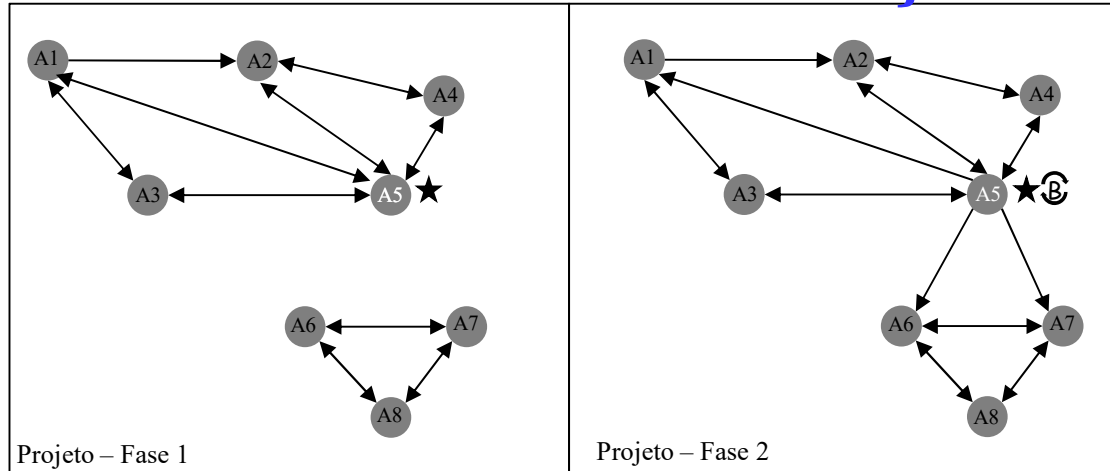 A1
A2
A4
A3
A5
A6
A7
A8
Projeto – Fase 1
A1
A2
A4
A3
A5
B
A6
A7
A8
Projeto – Fase 2